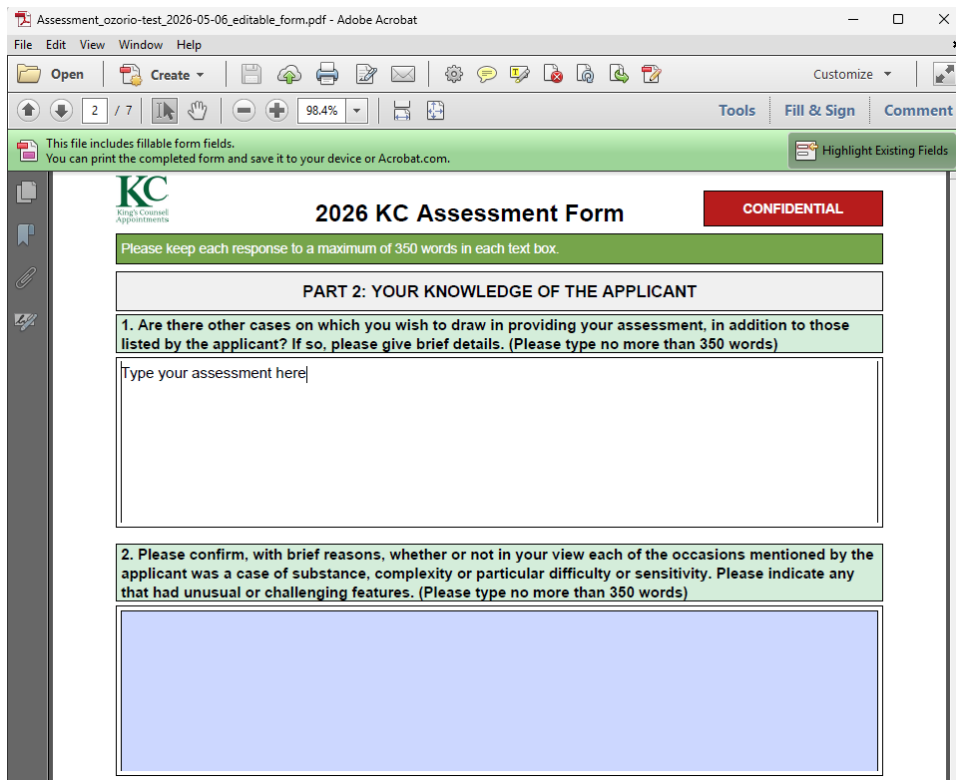 Assessment_ozorio-test_2026-05-06_editable_form.pdf - Adobe Acrobat
File Edit View Window Help
Open Create Customize
2 / 7 98.4% Tools Fill & Sign Comment
This file includes fillable form fields.
You can print the completed form and save it to your device or Acrobat.com.
Highlight Existing Fields
KC
King's Counsel
Appointments
2026 KC Assessment Form
CONFIDENTIAL
Please keep each response to a maximum of 350 words in each text box.
PART 2: YOUR KNOWLEDGE OF THE APPLICANT
1. Are there other cases on which you wish to draw in providing your assessment, in addition to those
listed by the applicant? If so, please give brief details. (Please type no more than 350 words)
Type your assessment here
2. Please confirm, with brief reasons, whether or not in your view each of the occasions mentioned by the
applicant was a case of substance, complexity or particular difficulty or sensitivity. Please indicate any
that had unusual or challenging features. (Please type no more than 350 words)